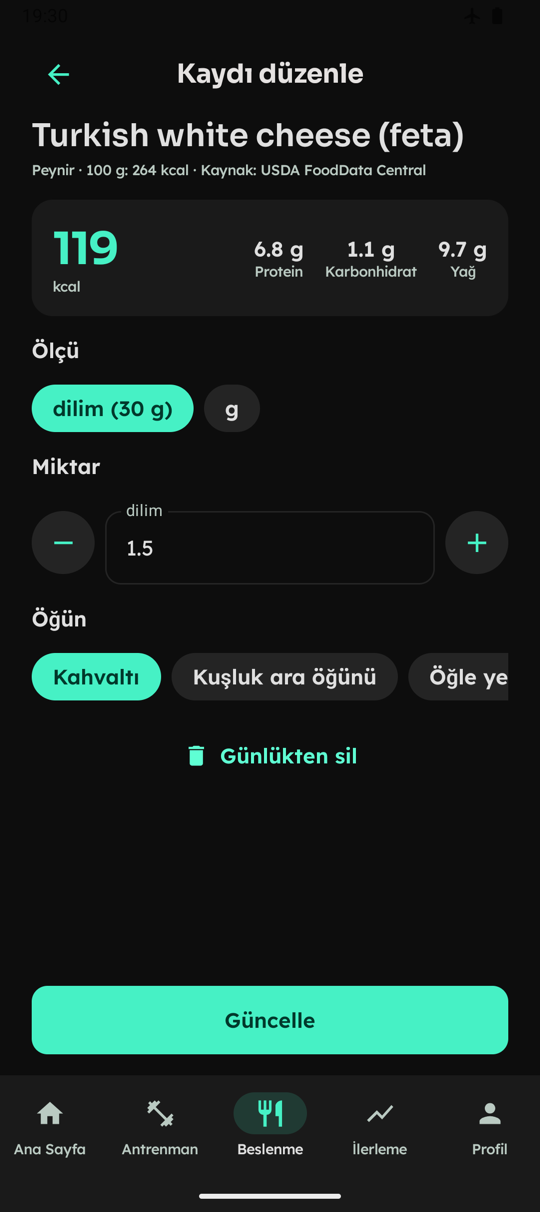 19:30
Kaydı düzenle
Turkish white cheese (feta)
Peynir · 100 g: 264 kcal · Kaynak: USDA FoodData Central
119
kcal
6.8 g
Protein
1.1 g
Karbonhidrat
9.7 g
Yağ
Ölçü
dilim (30 g)
g
Miktar
dilim
1.5
Öğün
Kahvaltı
Kuşluk ara öğünü
Öğle ye
Günlükten sil
Güncelle
Ana Sayfa
Antrenman
Beslenme
İlerleme
Profil